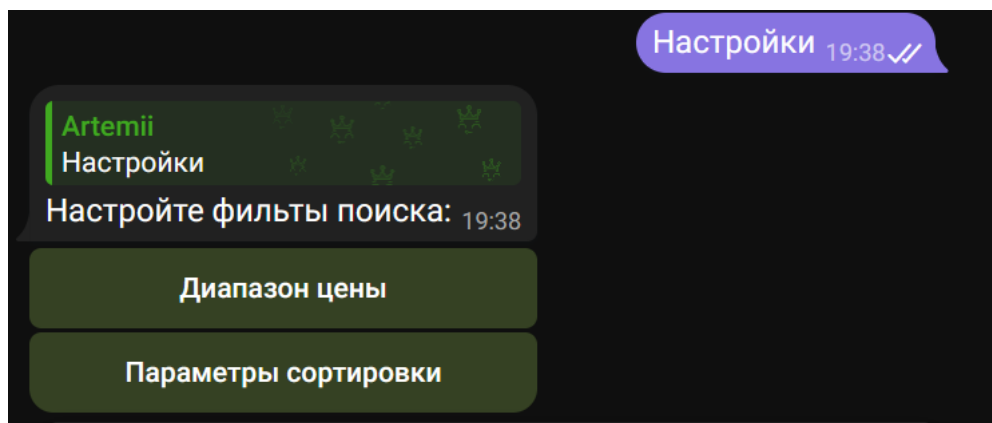 Настройки 19:38
Artemii
Настройки
Настройте фильты поиска: 19:38
Диапазон цены
Параметры сортировки